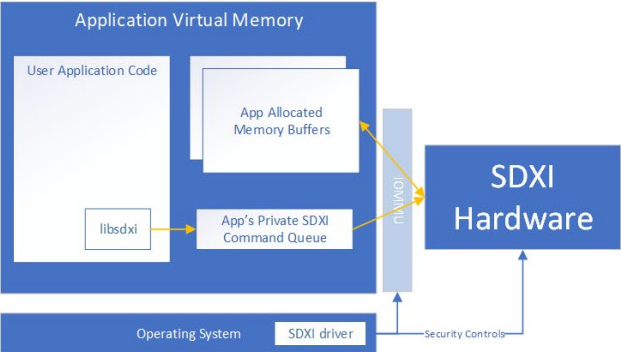 Application Virtual Memory
User Application Code
App Allocated
Memory Buffers
IOMMU
SDXI
Hardware
libsdxi
App's Private SDXI
Command Queue
Operating System
SDXI driver
Security Controls